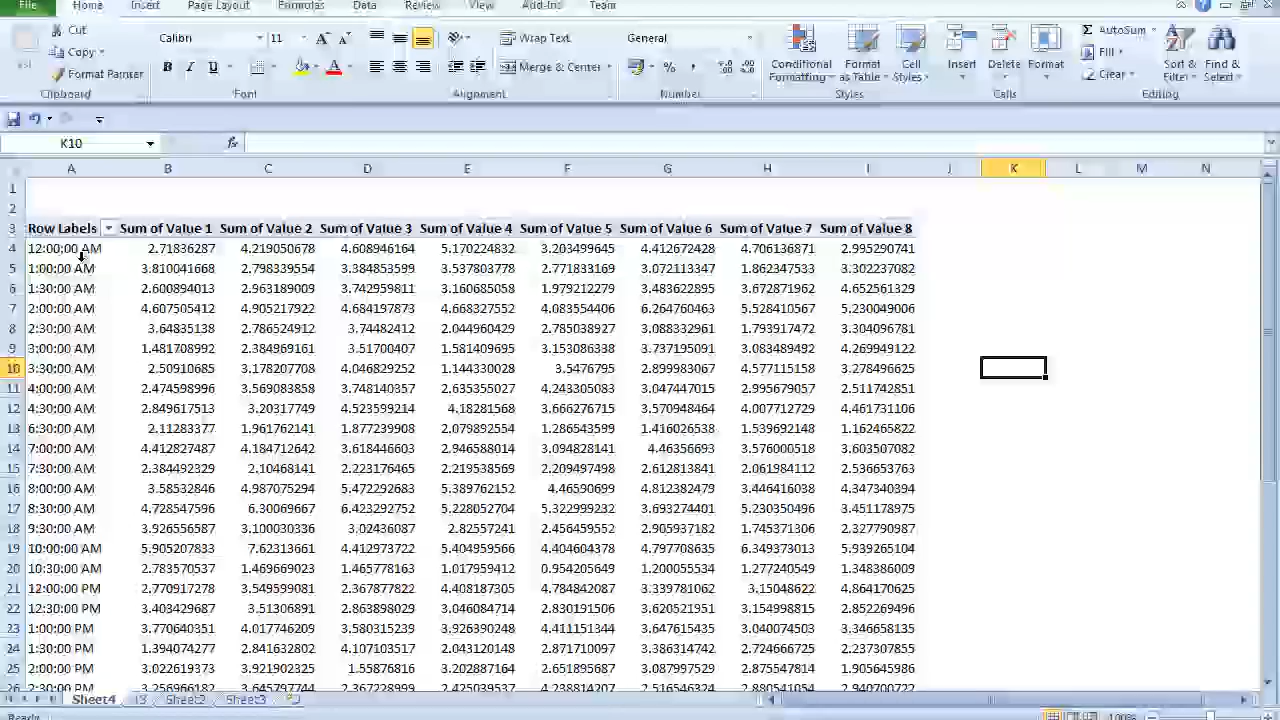 File Home Insert Page Layout Formulas Data Review View Add-Ins Team
Cut Calibri 11 Wrap Text General AutoSum
Copy Conditional Format Cell Insert Delete Format Fill Sort & Find &
Format Painter B I U A Merge & Center % , Formatting as Table Styles Clear Filter Select
Clipboard Font Alignment Number Styles Cells Editing
K10 fx
A B C D E F G H I J K L M N
1
2
3 Row Labels Sum of Value 1 Sum of Value 2 Sum of Value 3 Sum of Value 4 Sum of Value 5 Sum of Value 6 Sum of Value 7 Sum of Value 8
4 12:00:00 AM 2.71836287 4.219050678 4.608946164 5.170224832 3.203499645 4.412672428 4.706136871 2.995290741
5 1:00:00 AM 3.810041668 2.798339554 3.384853599 3.537803778 2.771833169 3.072113347 1.862347533 3.302237082
6 1:30:00 AM 2.600894013 2.963189009 3.742959811 3.160685058 1.979212279 3.483622895 3.672871962 4.652561329
7 2:00:00 AM 4.607505412 4.905217922 4.684197873 4.668327552 4.083554406 6.264760463 5.528410567 5.230049006
8 2:30:00 AM 3.64835138 2.786524912 3.74482412 2.044960429 2.785038927 3.088332961 1.793917472 3.304096781
9 3:00:00 AM 1.481708992 2.384969161 3.51700407 1.581409695 3.153086338 3.737195091 3.083489492 4.269949122
10 3:30:00 AM 2.50910685 3.178207708 4.046829252 1.144330028 3.5476795 2.899983067 4.577115158 3.278496625
11 4:00:00 AM 2.474598996 3.56908358 3.748140357 2.635355027 4.243305083 3.047447015 2.995679057 2.511742851
12 4:30:00 AM 2.849617513 3.20317749 4.523599214 4.18281568 3.666276715 3.570948464 4.007712729 4.461731106
13 6:30:00 AM 2.11283377 1.961762141 1.877239908 2.079892554 1.286543599 1.416026538 1.539692148 1.162465822
14 7:00:00 AM 4.412827487 4.184712642 3.618446603 2.946588014 3.094828141 4.46356693 3.576000518 3.603507082
15 7:30:00 AM 2.384492329 2.10468141 2.223176465 2.219538569 2.209497498 2.612813841 2.061984112 2.536653763
16 8:00:00 AM 3.58532846 4.987075294 5.472292683 5.389762152 4.46590699 4.812382479 3.446416038 4.347340394
17 8:30:00 AM 4.728547596 6.30069667 6.423292752 5.228052704 5.322999232 3.693274401 5.230350496 3.451178975
18 9:30:00 AM 3.926556587 3.100030336 3.02436087 2.82557241 2.456459552 2.905937182 1.745371306 2.327790987
19 10:00:00 AM 5.905207833 7.62313661 4.412973722 5.404959566 4.404604378 4.797708635 6.349373013 5.939265104
20 10:30:00 AM 2.783570537 1.469669023 1.465778163 1.017959412 0.954205649 1.200055534 1.277240549 1.348386009
21 12:00:00 PM 2.770917278 3.549599081 2.367877822 4.408187305 4.784842087 3.339781062 3.15048622 4.864170625
22 12:30:00 PM 3.403429687 3.51306891 2.863898029 3.046084714 2.830191506 3.620521951 3.154998815 2.852269496
23 1:00:00 PM 3.770640351 4.017746209 3.580315239 3.926390248 4.411151344 3.647615435 3.040074503 3.346658135
24 1:30:00 PM 1.394074277 2.841632802 4.107103517 2.043120148 2.871710097 3.386314742 2.724666725 2.237307855
25 2:00:00 PM 3.022619373 3.921902325 1.55876816 3.202887164 2.651895687 3.087997529 2.875547814 1.905645986
26 2:30:00 PM 3.256966182 3.645797744 2.367228999 2.425039537 4.238814207 2.516546324 2.880541054 2.940700722
Sheet4 Sheet2 Sheet3
Ready 100%